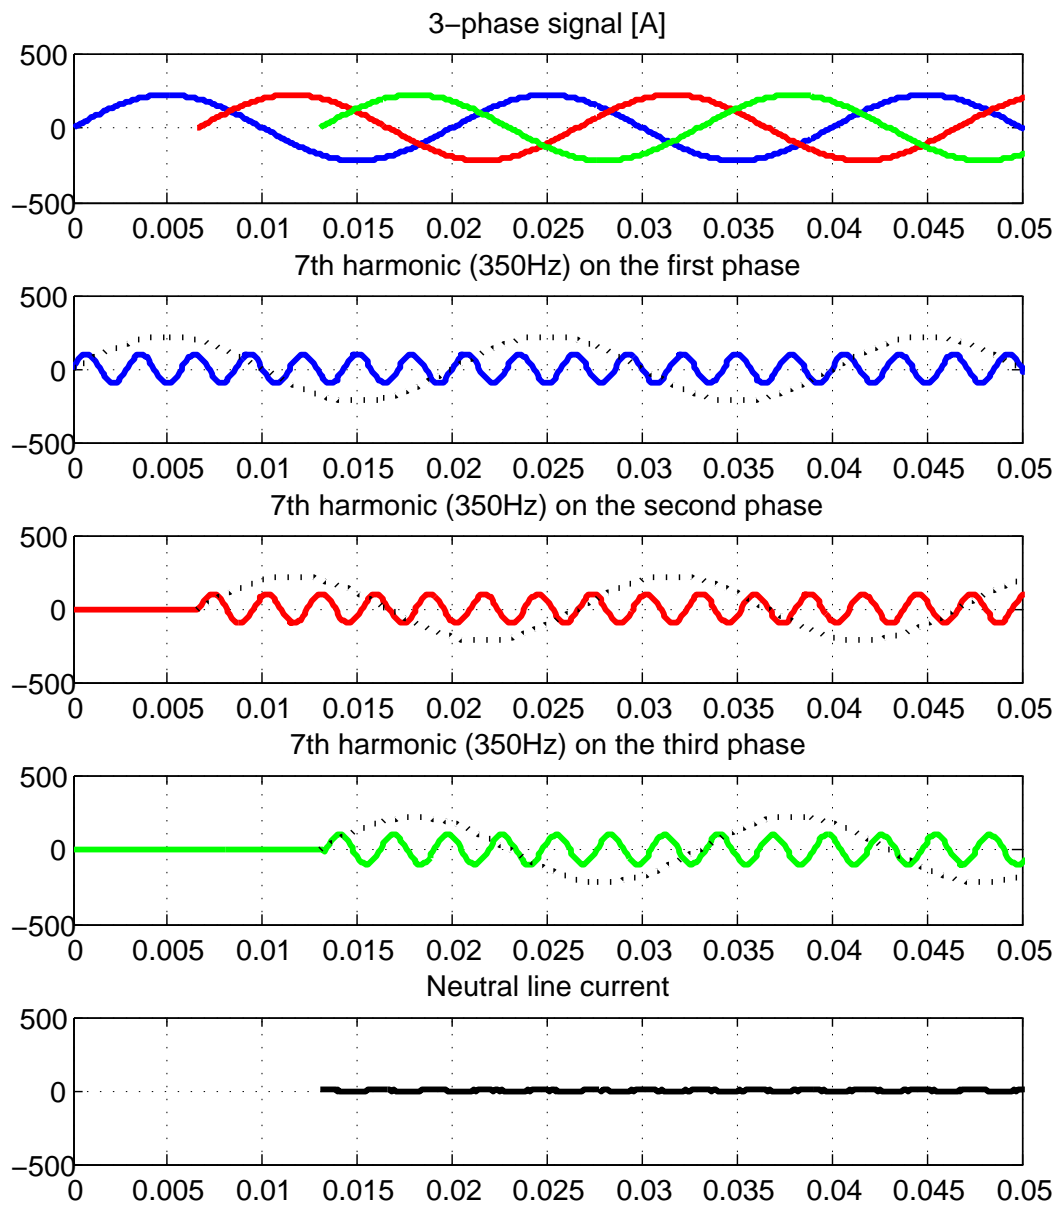 3−phase signal [A]
500
0
−500
0 0.005 0.01 0.015 0.02 0.025 0.03 0.035 0.04 0.045 0.05
7th harmonic (350Hz) on the first phase
500
0
−500
0 0.005 0.01 0.015 0.02 0.025 0.03 0.035 0.04 0.045 0.05
7th harmonic (350Hz) on the second phase
500
0
−500
0 0.005 0.01 0.015 0.02 0.025 0.03 0.035 0.04 0.045 0.05
7th harmonic (350Hz) on the third phase
500
0
−500
0 0.005 0.01 0.015 0.02 0.025 0.03 0.035 0.04 0.045 0.05
Neutral line current
500
0
−500
0 0.005 0.01 0.015 0.02 0.025 0.03 0.035 0.04 0.045 0.05